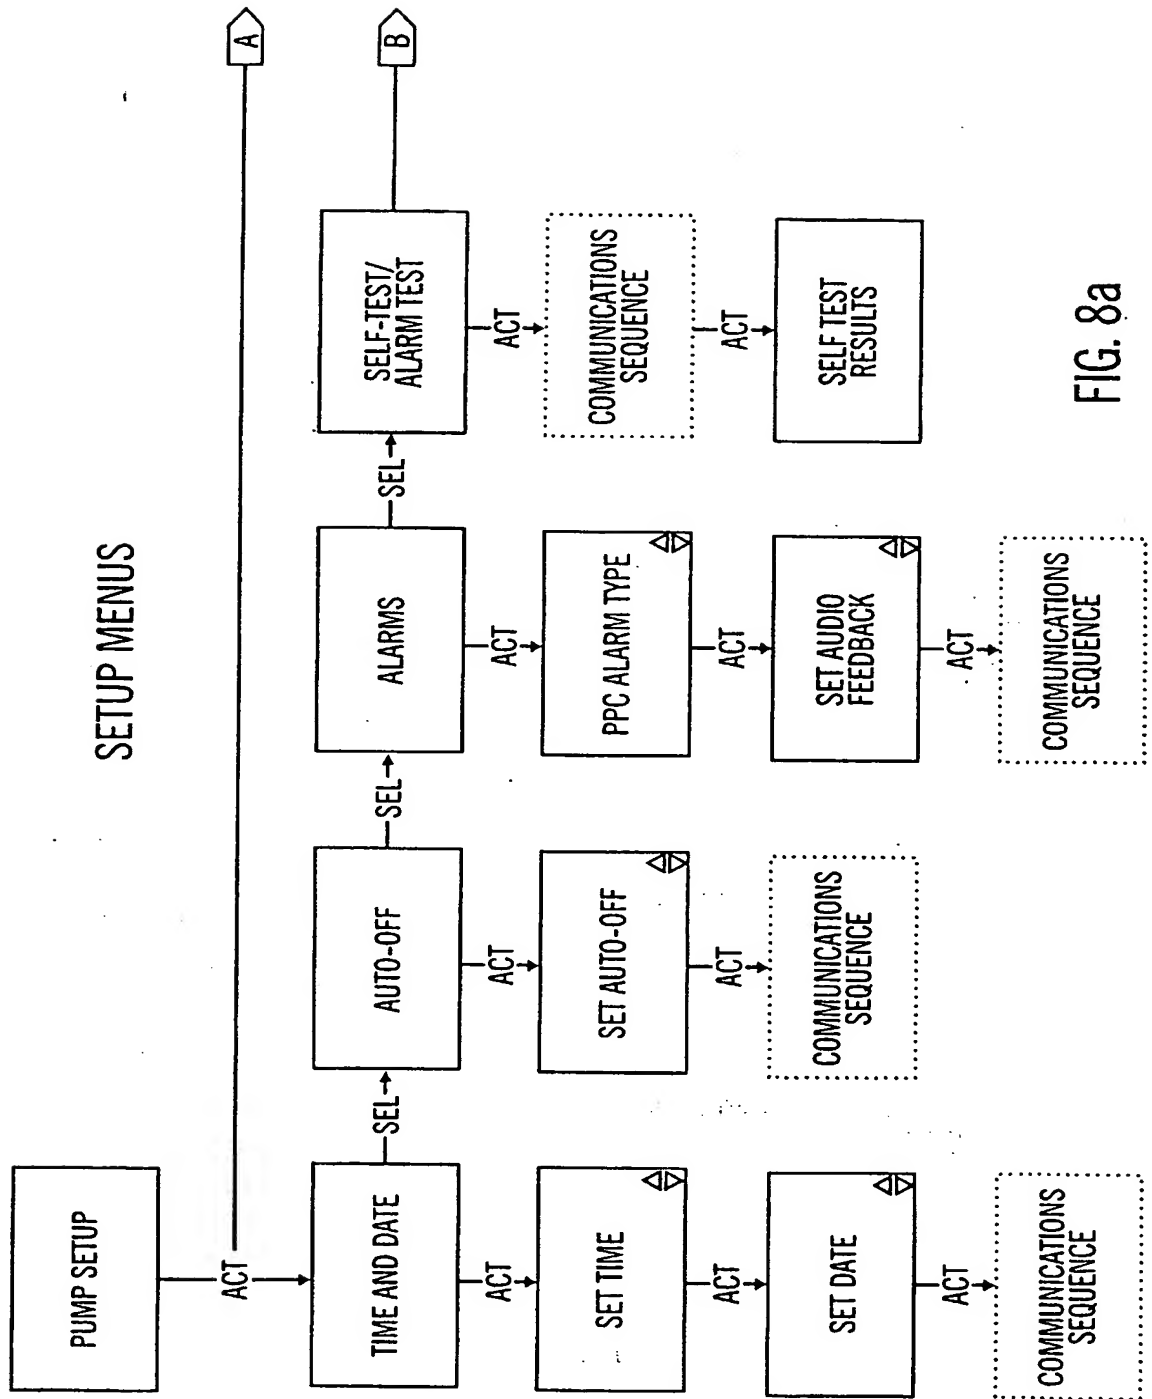 SETUP MENUS
PUMP SETUP
ACT
A
TIME AND DATE
SEL
AUTO-OFF
SEL
ALARMS
SEL
SELF-TEST/
ALARM TEST
B
ACT
ACT
ACT
ACT
SET TIME
SET AUTO-OFF
PPC ALARM TYPE
COMMUNICATIONS
SEQUENCE
ACT
ACT
ACT
ACT
SET DATE
COMMUNICATIONS
SEQUENCE
SET AUDIO
FEEDBACK
SELF TEST
RESULTS
ACT
ACT
COMMUNICATIONS
SEQUENCE
COMMUNICATIONS
SEQUENCE
FIG. 8a